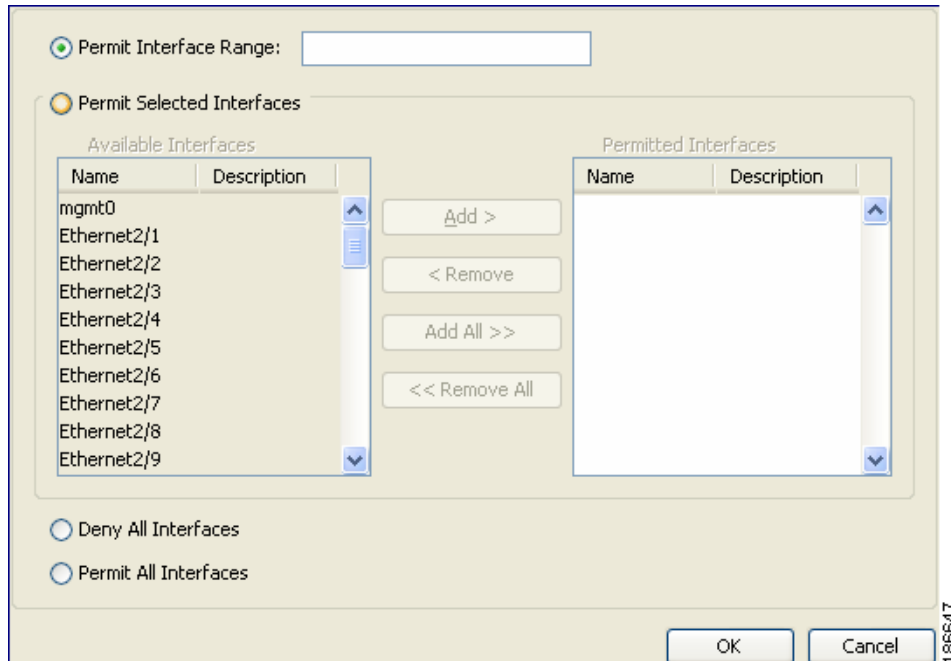 Permit Interface Range:
Permit Selected Interfaces
Available Interfaces
Name Description
mgmt0
Ethernet2/1
Ethernet2/2
Ethernet2/3
Ethernet2/4
Ethernet2/5
Ethernet2/6
Ethernet2/7
Ethernet2/8
Ethernet2/9
Add >
< Remove
Add All >>
<< Remove All
Permitted Interfaces
Name Description
Deny All Interfaces
Permit All Interfaces
OK Cancel